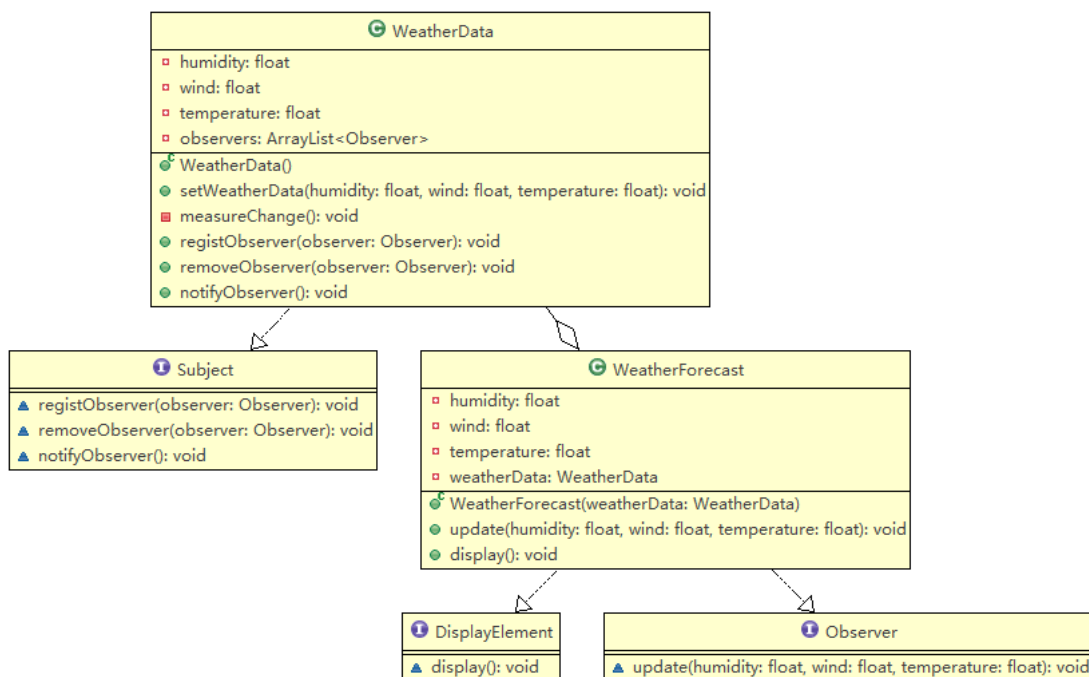 WeatherData
humidity: float
wind: float
temperature: float
observers: ArrayList<Observer>
WeatherData()
setWeatherData(humidity: float, wind: float, temperature: float): void
measureChange(): void
registObserver(observer: Observer): void
removeObserver(observer: Observer): void
notifyObserver(): void
Subject
registObserver(observer: Observer): void
removeObserver(observer: Observer): void
notifyObserver(): void
WeatherForecast
humidity: float
wind: float
temperature: float
weatherData: WeatherData
WeatherForecast(weatherData: WeatherData)
update(humidity: float, wind: float, temperature: float): void
display(): void
DisplayElement
display(): void
Observer
update(humidity: float, wind: float, temperature: float): void